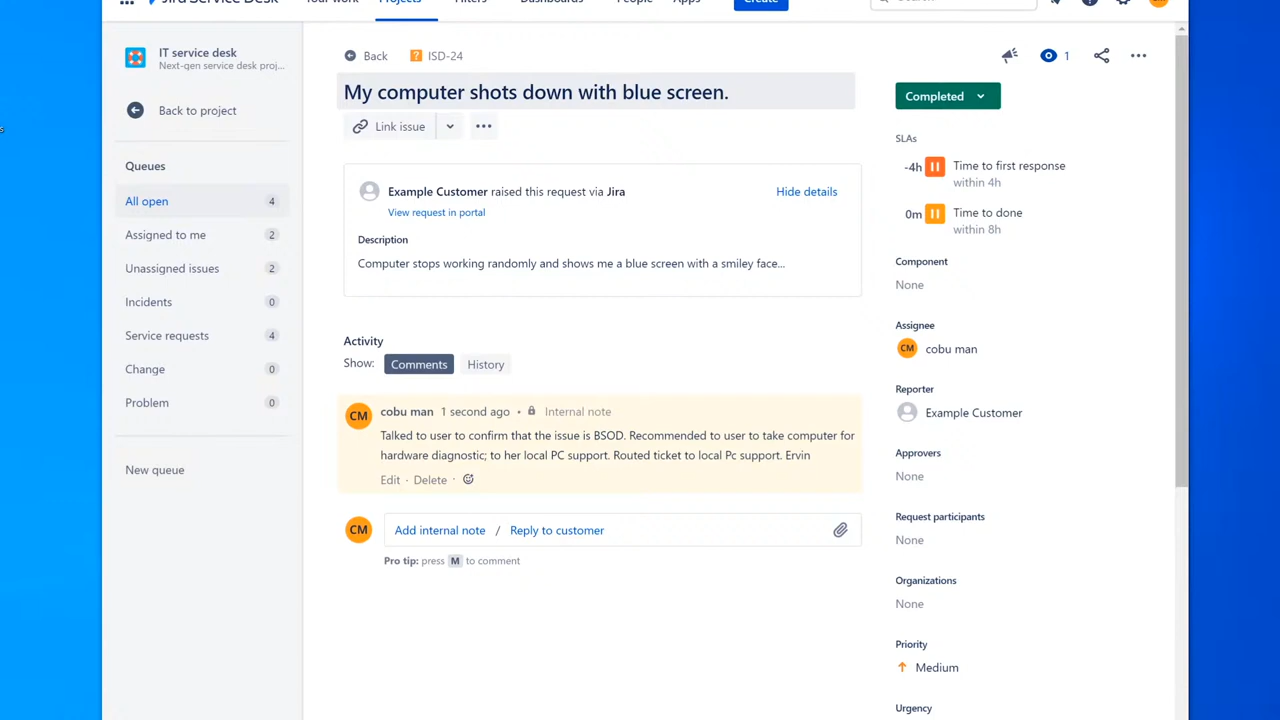 Jira Service Desk Your work Projects Filters Dashboards People Apps Create Search
IT service desk
Next-gen service desk proj...
Back to project
Queues
All open 4
Assigned to me 2
Unassigned issues 2
Incidents 0
Service requests 4
Change 0
Problem 0
New queue
Back ISD-24
1
My computer shots down with blue screen.
Link issue
Example Customer raised this request via Jira
Hide details
View request in portal
Description
Computer stops working randomly and shows me a blue screen with a smiley face...
Activity
Show: Comments History
CM cobu man 1 second ago • Internal note
Talked to user to confirm that the issue is BSOD. Recommended to user to take computer for
hardware diagnostic; to her local PC support. Routed ticket to local Pc support. Ervin
Edit · Delete ·
CM Add internal note / Reply to customer
Pro tip: press M to comment
Completed
SLAs
-4h Time to first response
within 4h
0m Time to done
within 8h
Component
None
Assignee
CM cobu man
Reporter
Example Customer
Approvers
None
Request participants
None
Organizations
None
Priority
Medium
Urgency